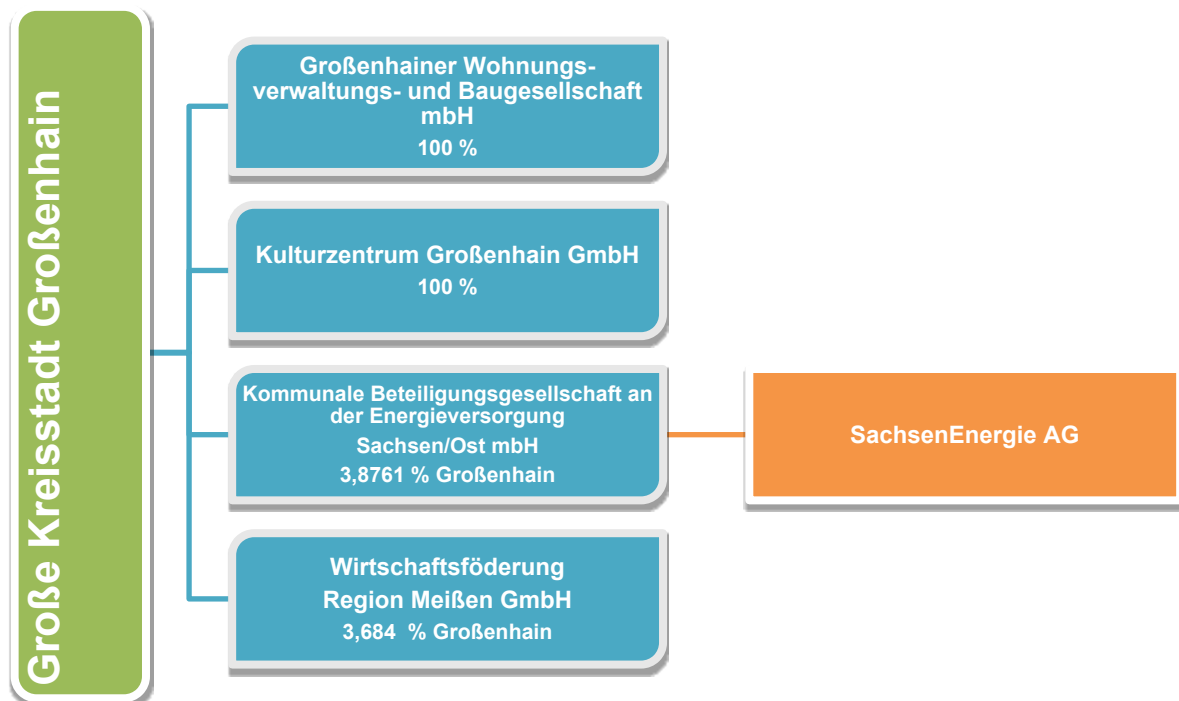 Große Kreisstadt Großenhain
Großenhainer Wohnungs-
verwaltungs- und Baugesellschaft
mbH
100 %
Kulturzentrum Großenhain GmbH
100 %
Kommunale Beteiligungsgesellschaft an
der Energieversorgung
Sachsen/Ost mbH
3,8761 % Großenhain
SachsenEnergie AG
Wirtschaftsföderung
Region Meißen GmbH
3,684 % Großenhain